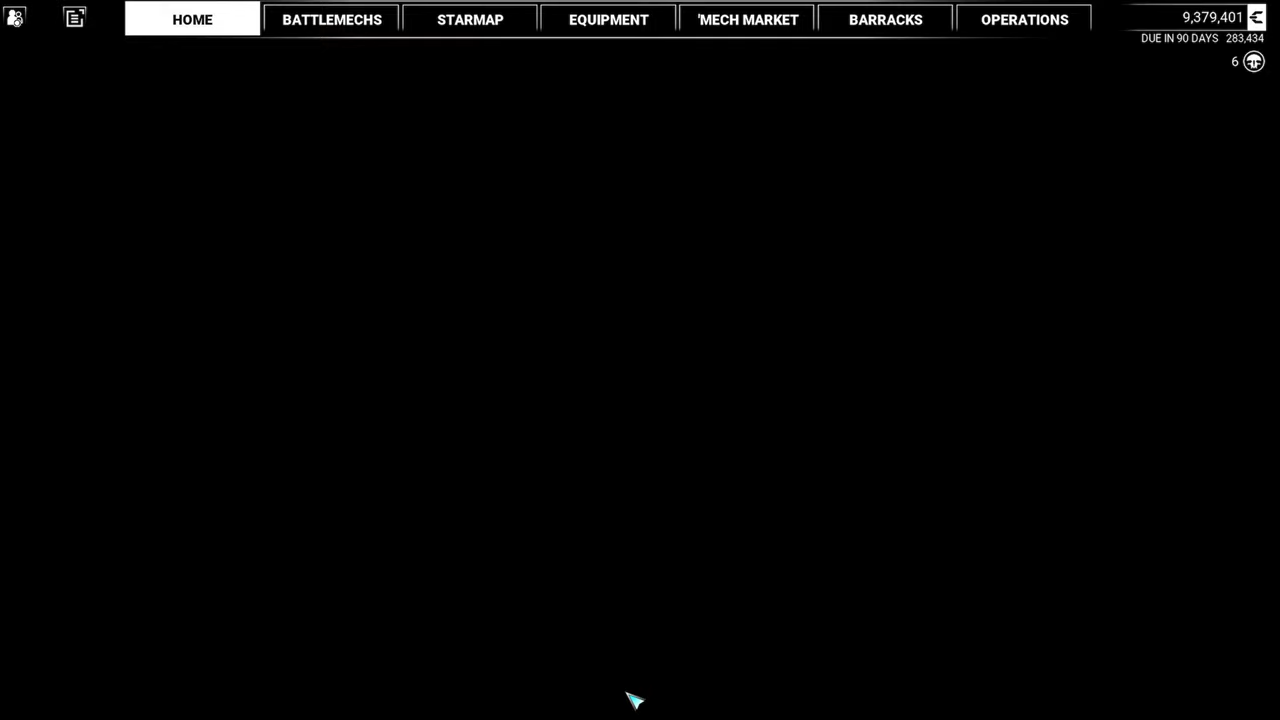 HOME BATTLEMECHS STARMAP EQUIPMENT 'MECH MARKET BARRACKS OPERATIONS 9,379,401
DUE IN 90 DAYS 283,434
6